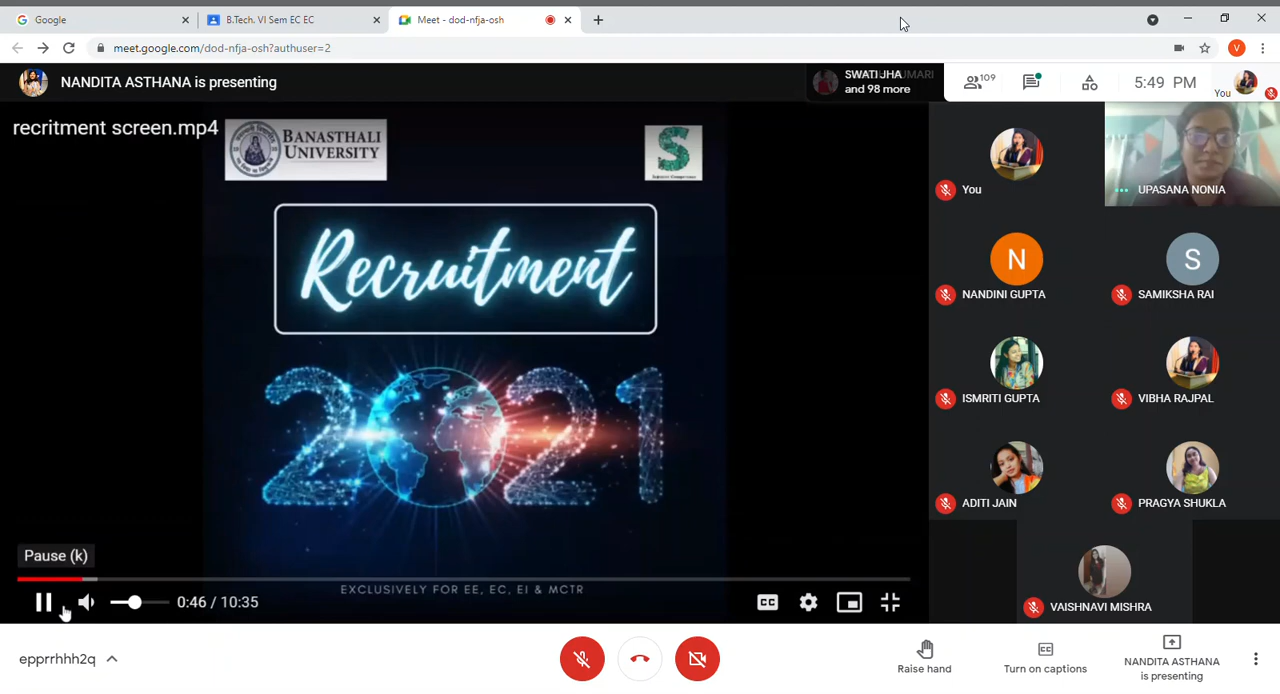 Google
B.Tech. VI Sem EC EC
Meet - dod-nfja-osh
meet.google.com/dod-nfja-osh?authuser=2
V
NANDITA ASTHANA is presenting
SWATI JHA
and 98 more
109
5:49 PM
You
recritment screen.mp4
BANASTHALI
UNIVERSITY
S
Recruitment
2021
EXCLUSIVELY FOR EE, EC, EI & MCTR
Pause (k)
0:46 / 10:35
CC
You
UPASANA NONIA
N
S
NANDINI GUPTA
SAMIKSHA RAI
ISMRITI GUPTA
VIBHA RAJPAL
ADITI JAIN
PRAGYA SHUKLA
VAISHNAVI MISHRA
epprrhhh2q
Raise hand
CC
Turn on captions
NANDITA ASTHANA
is presenting